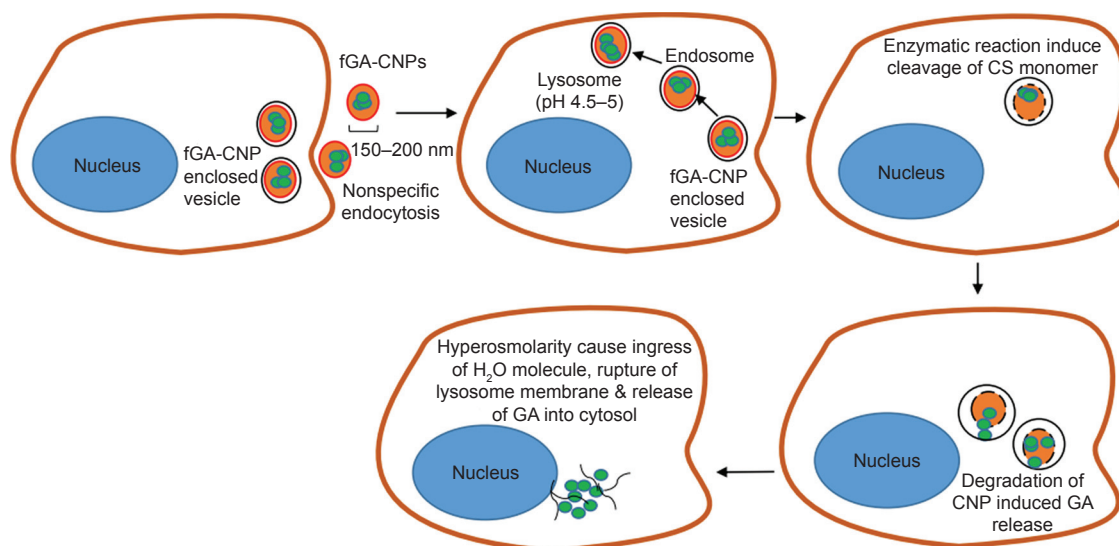 fGA-CNPs
150–200 nm
Nonspecific
endocytosis
Nucleus
fGA-CNP
enclosed
vesicle
Lysosome
(pH 4.5–5)
Endosome
Nucleus
fGA-CNP
enclosed
vesicle
Enzymatic reaction induce
cleavage of CS monomer
Nucleus
Nucleus
Degradation of
CNP induced GA
release
Hyperosmolarity cause ingress
of H₂O molecule, rupture of
lysosome membrane & release
of GA into cytosol
Nucleus